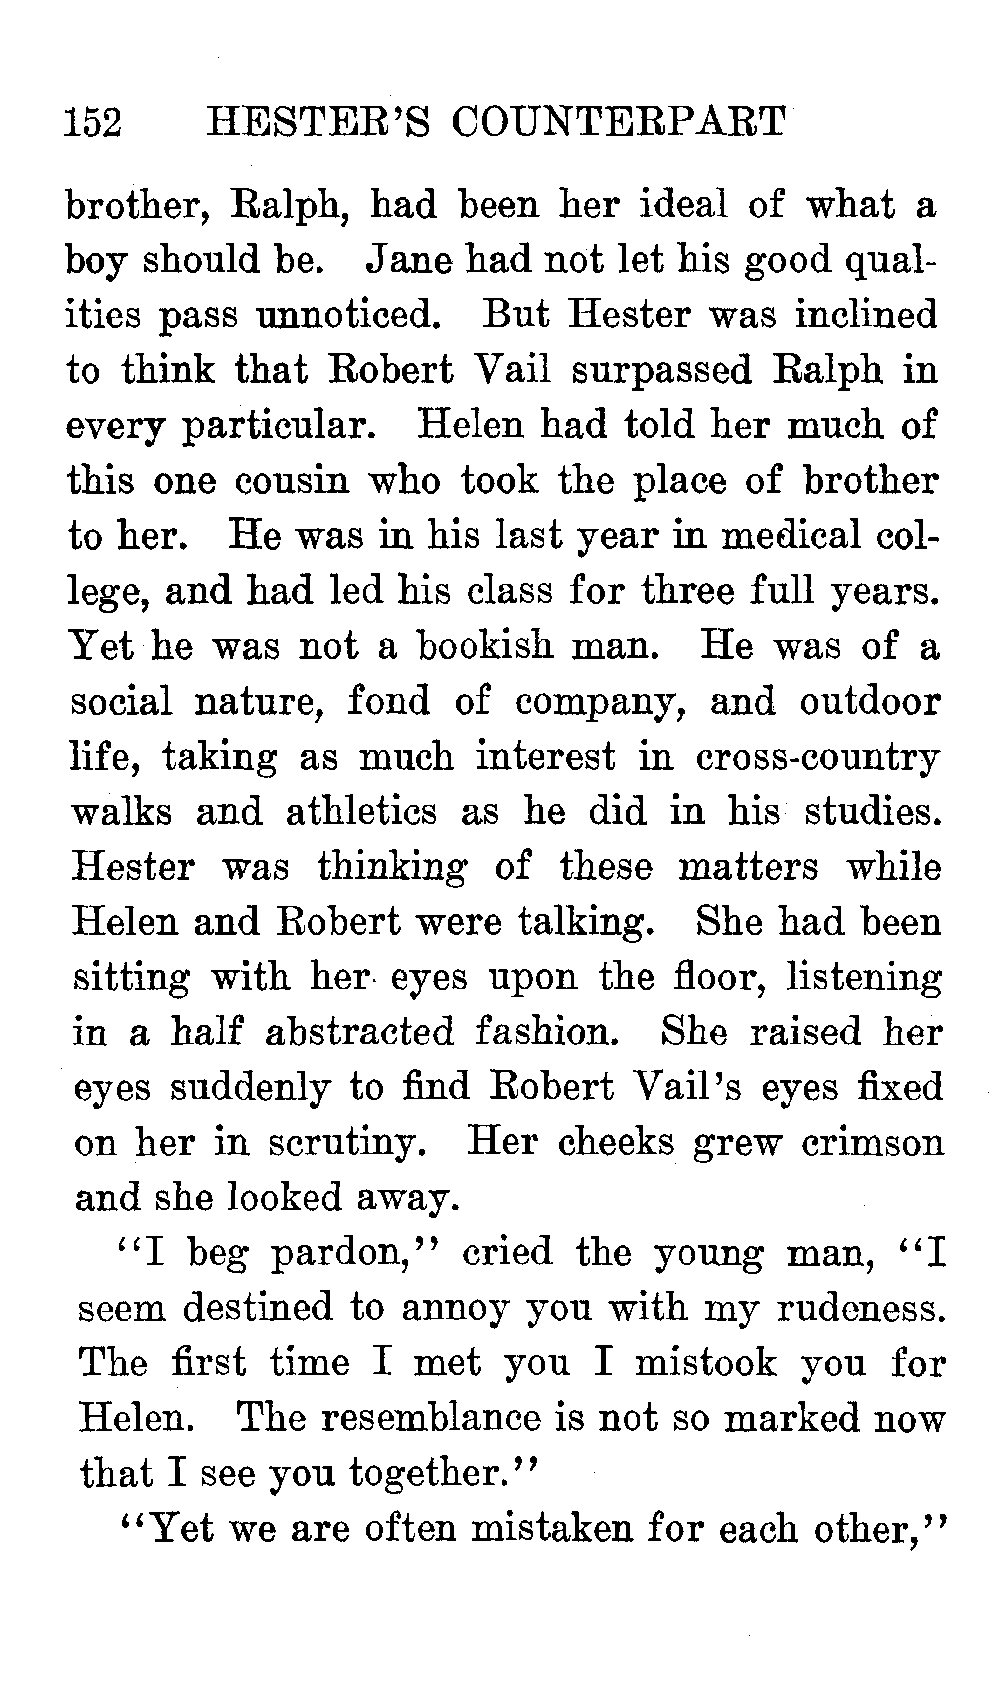 152 HESTER'S COUNTERPART
brother, Ralph, had been her ideal of what a
boy should be. Jane had not let his good qual-
ities pass unnoticed. But Hester was inclined
to think that Robert Vail surpassed Ralph in
every particular. Helen had told her much of
this one cousin who took the place of brother
to her. He was in his last year in medical col-
lege, and had led his class for three full years.
Yet he was not a bookish man. He was of a
social nature, fond of company, and outdoor
life, taking as much interest in cross-country
walks and athletics as he did in his studies.
Hester was thinking of these matters while
Helen and Robert were talking. She had been
sitting with her eyes upon the floor, listening
in a half abstracted fashion. She raised her
eyes suddenly to find Robert Vail's eyes fixed
on her in scrutiny. Her cheeks grew crimson
and she looked away.
"I beg pardon," cried the young man, "I
seem destined to annoy you with my rudeness.
The first time I met you I mistook you for
Helen. The resemblance is not so marked now
that I see you together."
"Yet we are often mistaken for each other,"